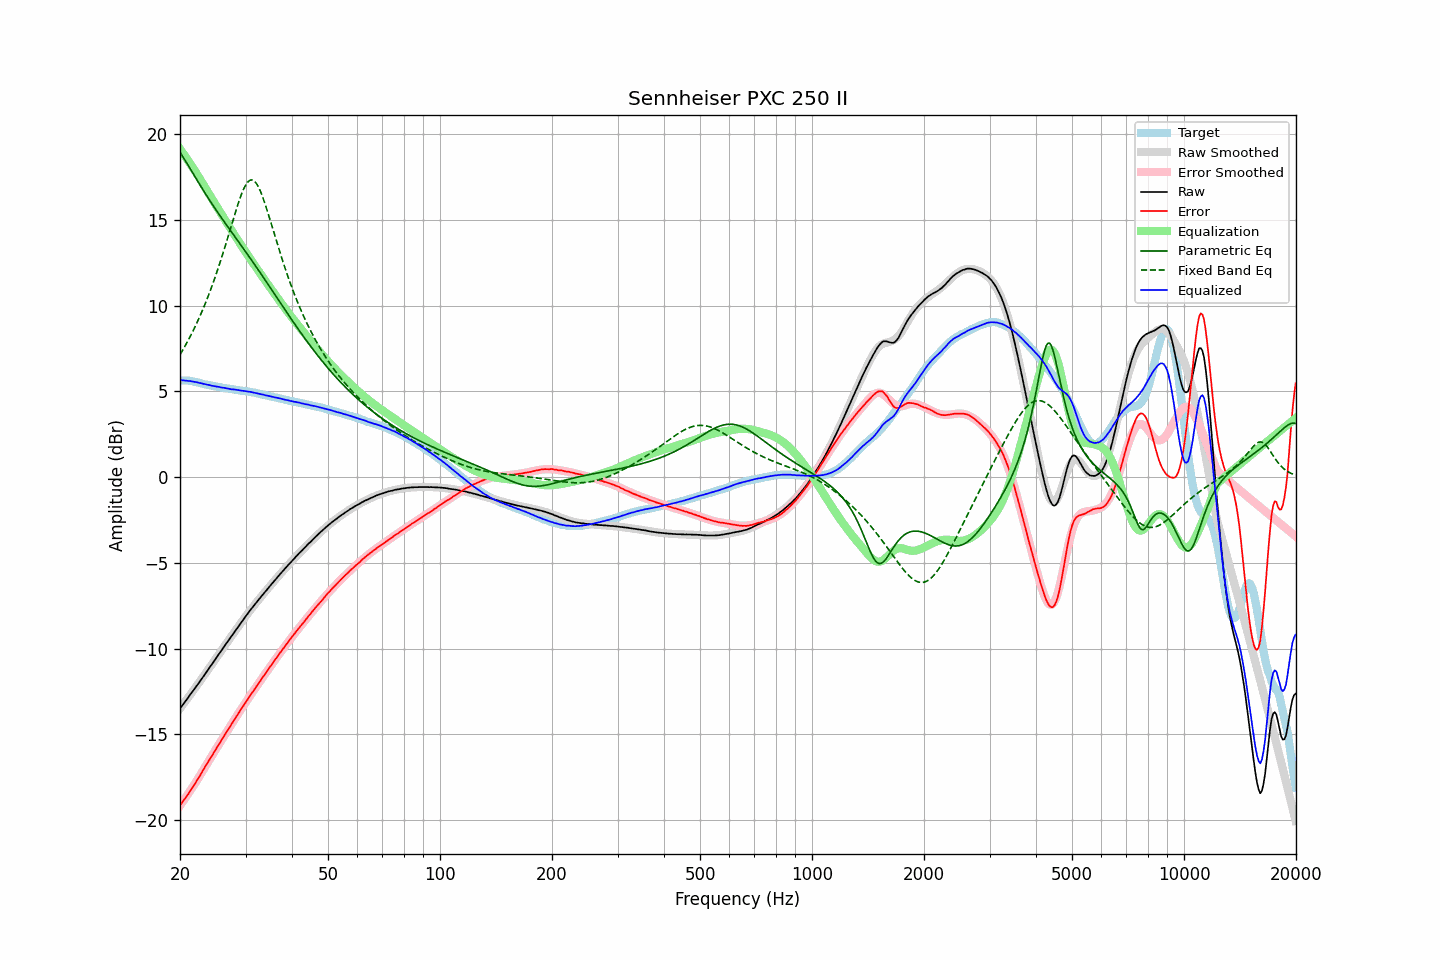 Sennheiser PXC 250 II
Amplitude (dBr)
20
15
10
5
0
−5
−10
−15
−20
Target
Raw Smoothed
Error Smoothed
Raw
Error
Equalization
Parametric Eq
Fixed Band Eq
Equalized
20 50 100 200 500 1000 2000 5000 10000 20000
Frequency (Hz)